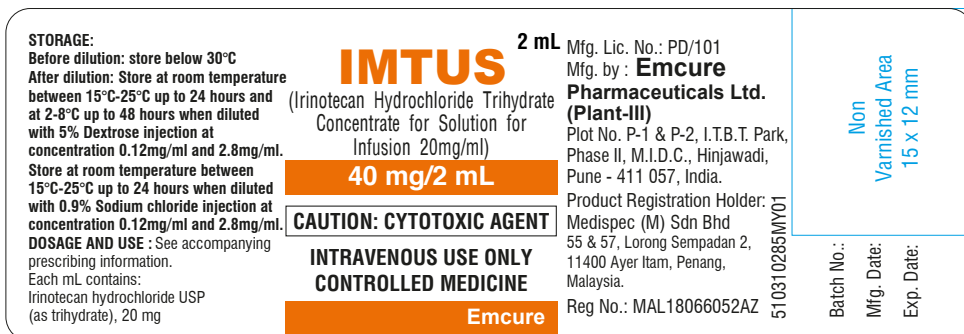 STORAGE:
Before dilution: store below 30°C
After dilution: Store at room temperature
between 15°C-25°C up to 24 hours and
at 2-8°C up to 48 hours when diluted
with 5% Dextrose injection at
concentration 0.12mg/ml and 2.8mg/ml.
Store at room temperature between
15°C-25°C up to 24 hours when diluted
with 0.9% Sodium chloride injection at
concentration 0.12mg/ml and 2.8mg/ml.
DOSAGE AND USE : See accompanying
prescribing information.
Each mL contains:
Irinotecan hydrochloride USP
(as trihydrate), 20 mg
2 mL
IMTUS
(Irinotecan Hydrochloride Trihydrate
Concentrate for Solution for
Infusion 20mg/ml)
40 mg/2 mL
CAUTION: CYTOTOXIC AGENT
INTRAVENOUS USE ONLY
CONTROLLED MEDICINE
Emcure
Mfg. Lic. No.: PD/101
Mfg. by : Emcure
Pharmaceuticals Ltd.
(Plant-III)
Plot No. P-1 & P-2, I.T.B.T. Park,
Phase II, M.I.D.C., Hinjawadi,
Pune - 411 057, India.
Product Registration Holder:
Medispec (M) Sdn Bhd
55 & 57, Lorong Sempadan 2,
11400 Ayer Itam, Penang,
Malaysia.
Reg No.: MAL18066052AZ
510310285MY01
Non
Varnished Area
15 x 12 mm
Batch No.:
Mfg. Date:
Exp. Date: